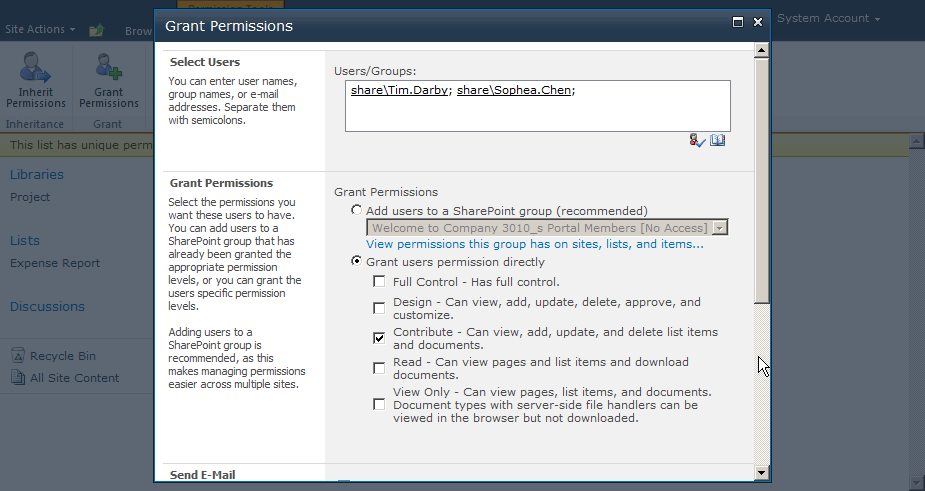 Permission Tools
Site Actions
Brow
System Account
Grant Permissions
Inherit
Permissions
Grant
Permissions
Inheritance
Grant
This list has unique perm
Libraries
Project
Lists
Expense Report
Discussions
Recycle Bin
All Site Content
Select Users
You can enter user names,
group names, or e-mail
addresses. Separate them
with semicolons.
Users/Groups:
share\Tim.Darby; share\Sophea.Chen;
Grant Permissions
Select the permissions you
want these users to have.
You can add users to a
SharePoint group that has
already been granted the
appropriate permission
levels, or you can grant the
users specific permission
levels.
Adding users to a
SharePoint group is
recommended, as this
makes managing permissions
easier across multiple sites.
Grant Permissions
Add users to a SharePoint group (recommended)
Welcome to Company 3010_s Portal Members [No Access]
View permissions this group has on sites, lists, and items...
Grant users permission directly
Full Control - Has full control.
Design - Can view, add, update, delete, approve, and
customize.
Contribute - Can view, add, update, and delete list items
and documents.
Read - Can view pages and list items and download
documents.
View Only - Can view pages, list items, and documents.
Document types with server-side file handlers can be
viewed in the browser but not downloaded.
Send E-Mail